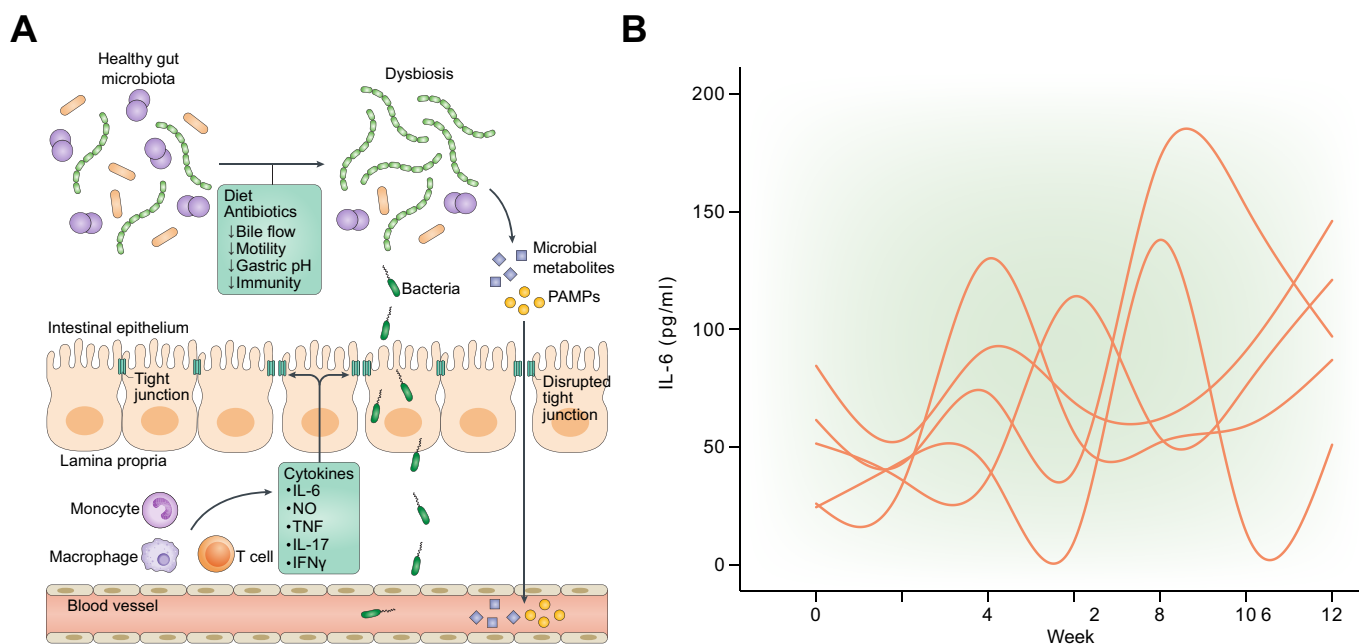 A
Healthy gut
microbiota
Dysbiosis
Diet
Antibiotics
↓Bile flow
↓Motility
↓Gastric pH
↓Immunity
Microbial
metabolites
PAMPs
Bacteria
Intestinal epithelium
Tight
junction
Disrupted
tight
junction
Lamina propria
Cytokines
•IL-6
•NO
•TNF
•IL-17
•IFNγ
Monocyte
Macrophage
T cell
Blood vessel
B
IL-6 (pg/ml)
200
150
100
50
0
0 4 2 8 10 6 12
Week